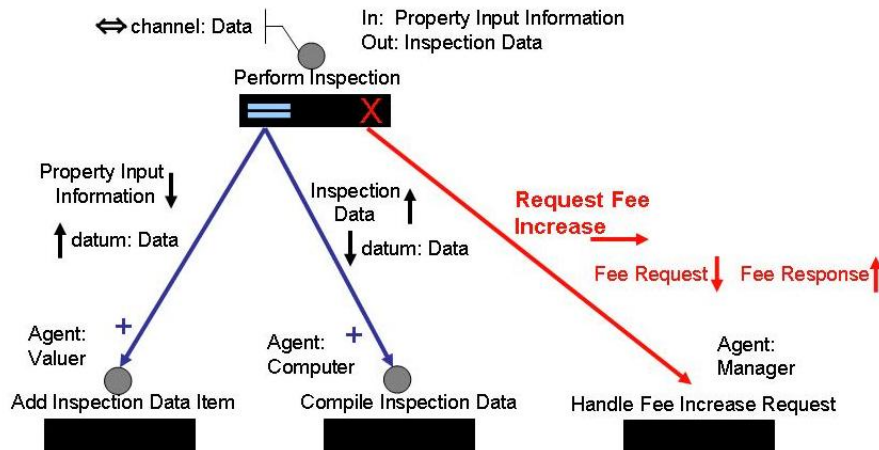 ⇔ channel: Data
In: Property Input Information
Out: Inspection Data
Perform Inspection
X
Property Input
Information
datum: Data
Inspection
Data
datum: Data
Request Fee
Increase
Fee Request
Fee Response
+
+
Agent:
Valuer
Agent:
Computer
Agent:
Manager
Add Inspection Data Item
Compile Inspection Data
Handle Fee Increase Request